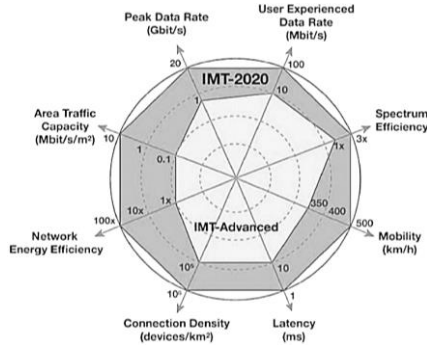 Peak Data Rate
(Gbit/s)
User Experienced
Data Rate
(Mbit/s)
20
100
IMT-2020
1
10
Area Traffic
Capacity
(Mbit/s/m²)
10
1
0.1
Spectrum
Efficiency
1x
3x
1x
10x
100x
Network
Energy Efficiency
350
400
500
Mobility
(km/h)
IMT-Advanced
10⁵
10
10⁶
1
Connection Density
(devices/km²)
Latency
(ms)